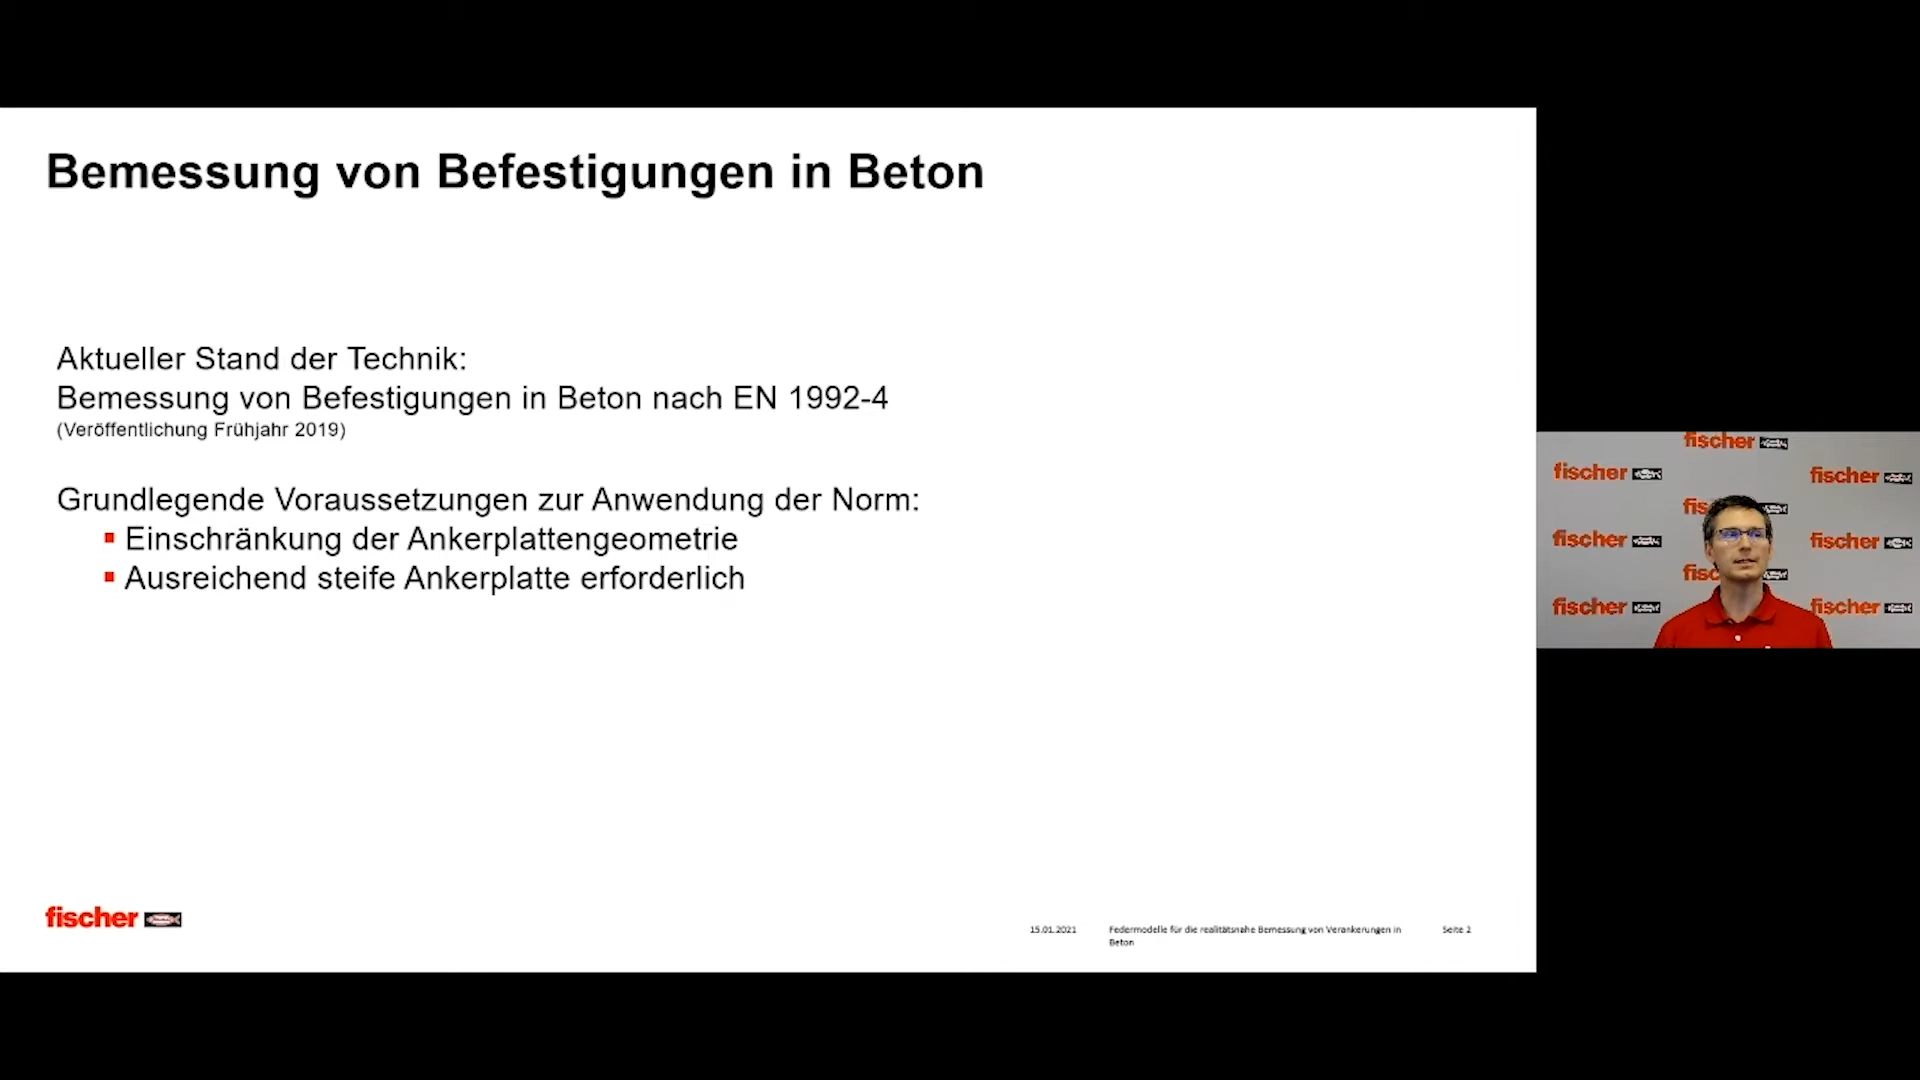 Bemessung von Befestigungen in Beton
Aktueller Stand der Technik:
Bemessung von Befestigungen in Beton nach EN 1992-4
(Veröffentlichung Frühjahr 2019)
Grundlegende Voraussetzungen zur Anwendung der Norm:
Einschränkung der Ankerplattengeometrie
Ausreichend steife Ankerplatte erforderlich
fischer
15.01.2021
Federmodelle für die realitätsnahe Bemessung von Verankerungen in
Beton
Seite 2
fischer
fischer
fischer
fis
fischer
fischer
fisc
fischer
fischer